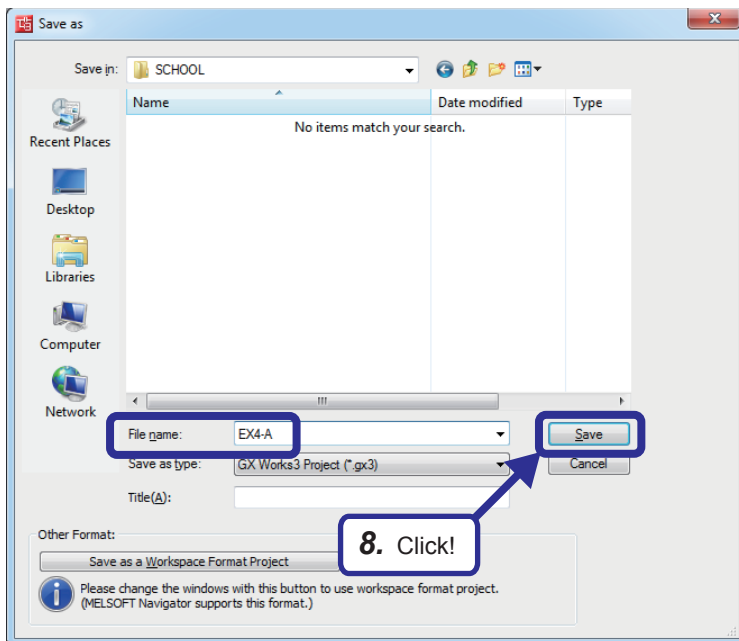 Save as
Save in: SCHOOL
Name Date modified Type
No items match your search.
Recent Places
Desktop
Libraries
Computer
Network
File name: EX4-A Save
Save as type: GX Works3 Project (*.gx3) Cancel
Title(A):
8. Click!
Other Format:
Save as a Workspace Format Project
Please change the windows with this button to use workspace format project.
(MELSOFT Navigator supports this format.)